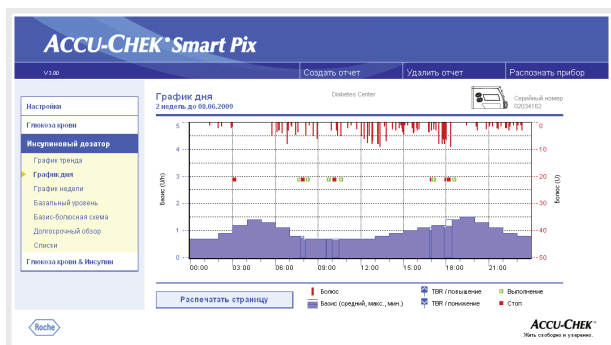 ACCU-CHEK® Smart Pix
V 3.00
Создать отчет
Удалить отчет
Распознать прибор
Настройки
Глюкоза крови
Инсулиновый дозатор
График тренда
График дня
График недели
Базальный уровень
Базис-болюсная схема
Долгосрочный обзор
Списки
Глюкоза крови & Инсулин
График дня
2 недель до 08.06.2009
Diabetes Center
Серийный номер
02034162
Базис (U/h)
5
4
3
2
1
0
Болюс (U)
0
-10
-20
-30
-40
-50
00:00 03:00 06:00 09:00 12:00 15:00 18:00 21:00
Распечатать страницу
Болюс
Базис (средний, макс., мин.)
TBR / повышение
TBR / понижение
Выполнение
Стоп
Roche
ACCU-CHEK®
Жить свободно и уверенно.